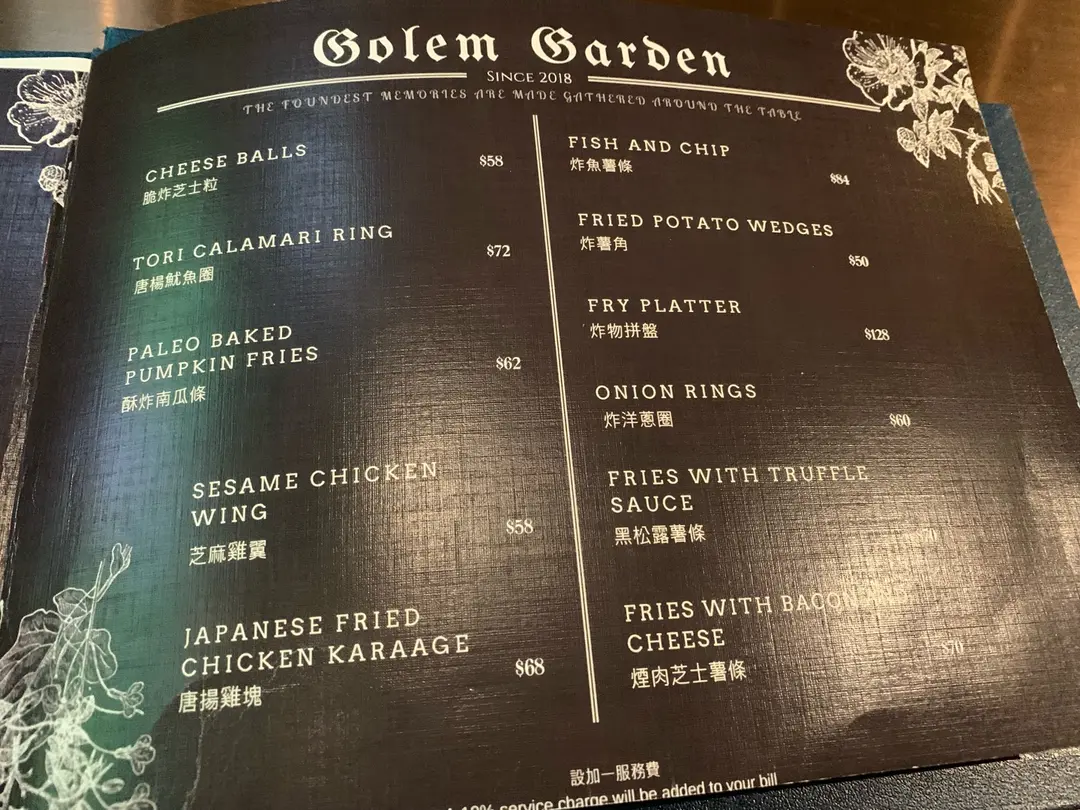 Golem Garden
SINCE 2018
THE FOUNDEST MEMORIES ARE MADE GATHERED AROUND THE TABLE
CHEESE BALLS
$58
脆炸芝士粒
TORI CALAMARI RING
$72
唐楊魷魚圈
PALEO BAKED
PUMPKIN FRIES
$62
酥炸南瓜條
SESAME CHICKEN
WING
$58
芝麻雞翼
JAPANESE FRIED
CHICKEN KARAAGE
$68
唐揚雞塊
FISH AND CHIP
炸魚薯條
$84
FRIED POTATO WEDGES
炸薯角
$50
FRY PLATTER
炸物拼盤
$128
ONION RINGS
炸洋蔥圈
$60
FRIES WITH TRUFFLE
SAUCE
黑松露薯條
FRIES WITH BACON
CHEESE
$70
煙肉芝士薯條
設加一服務費
10% service charge will be added to your bill